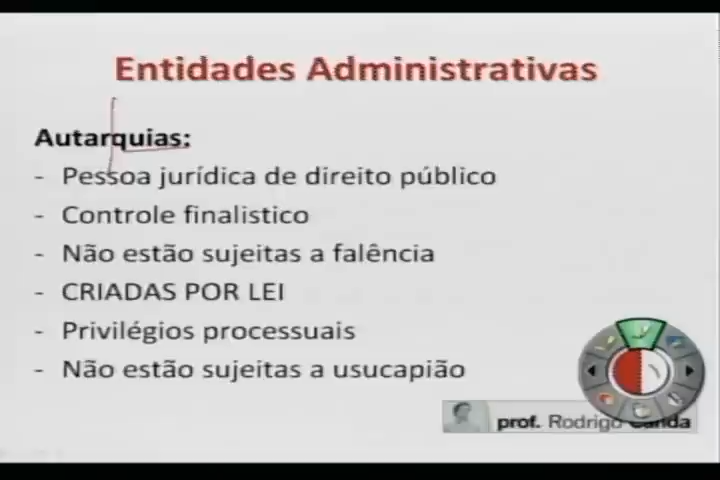 Entidades Administrativas
Autarquias:
- Pessoa jurídica de direito público
- Controle finalistico
- Não estão sujeitas a falência
- CRIADAS POR LEI
- Privilégios processuais
- Não estão sujeitas a usucapião
prof. Rodrigo